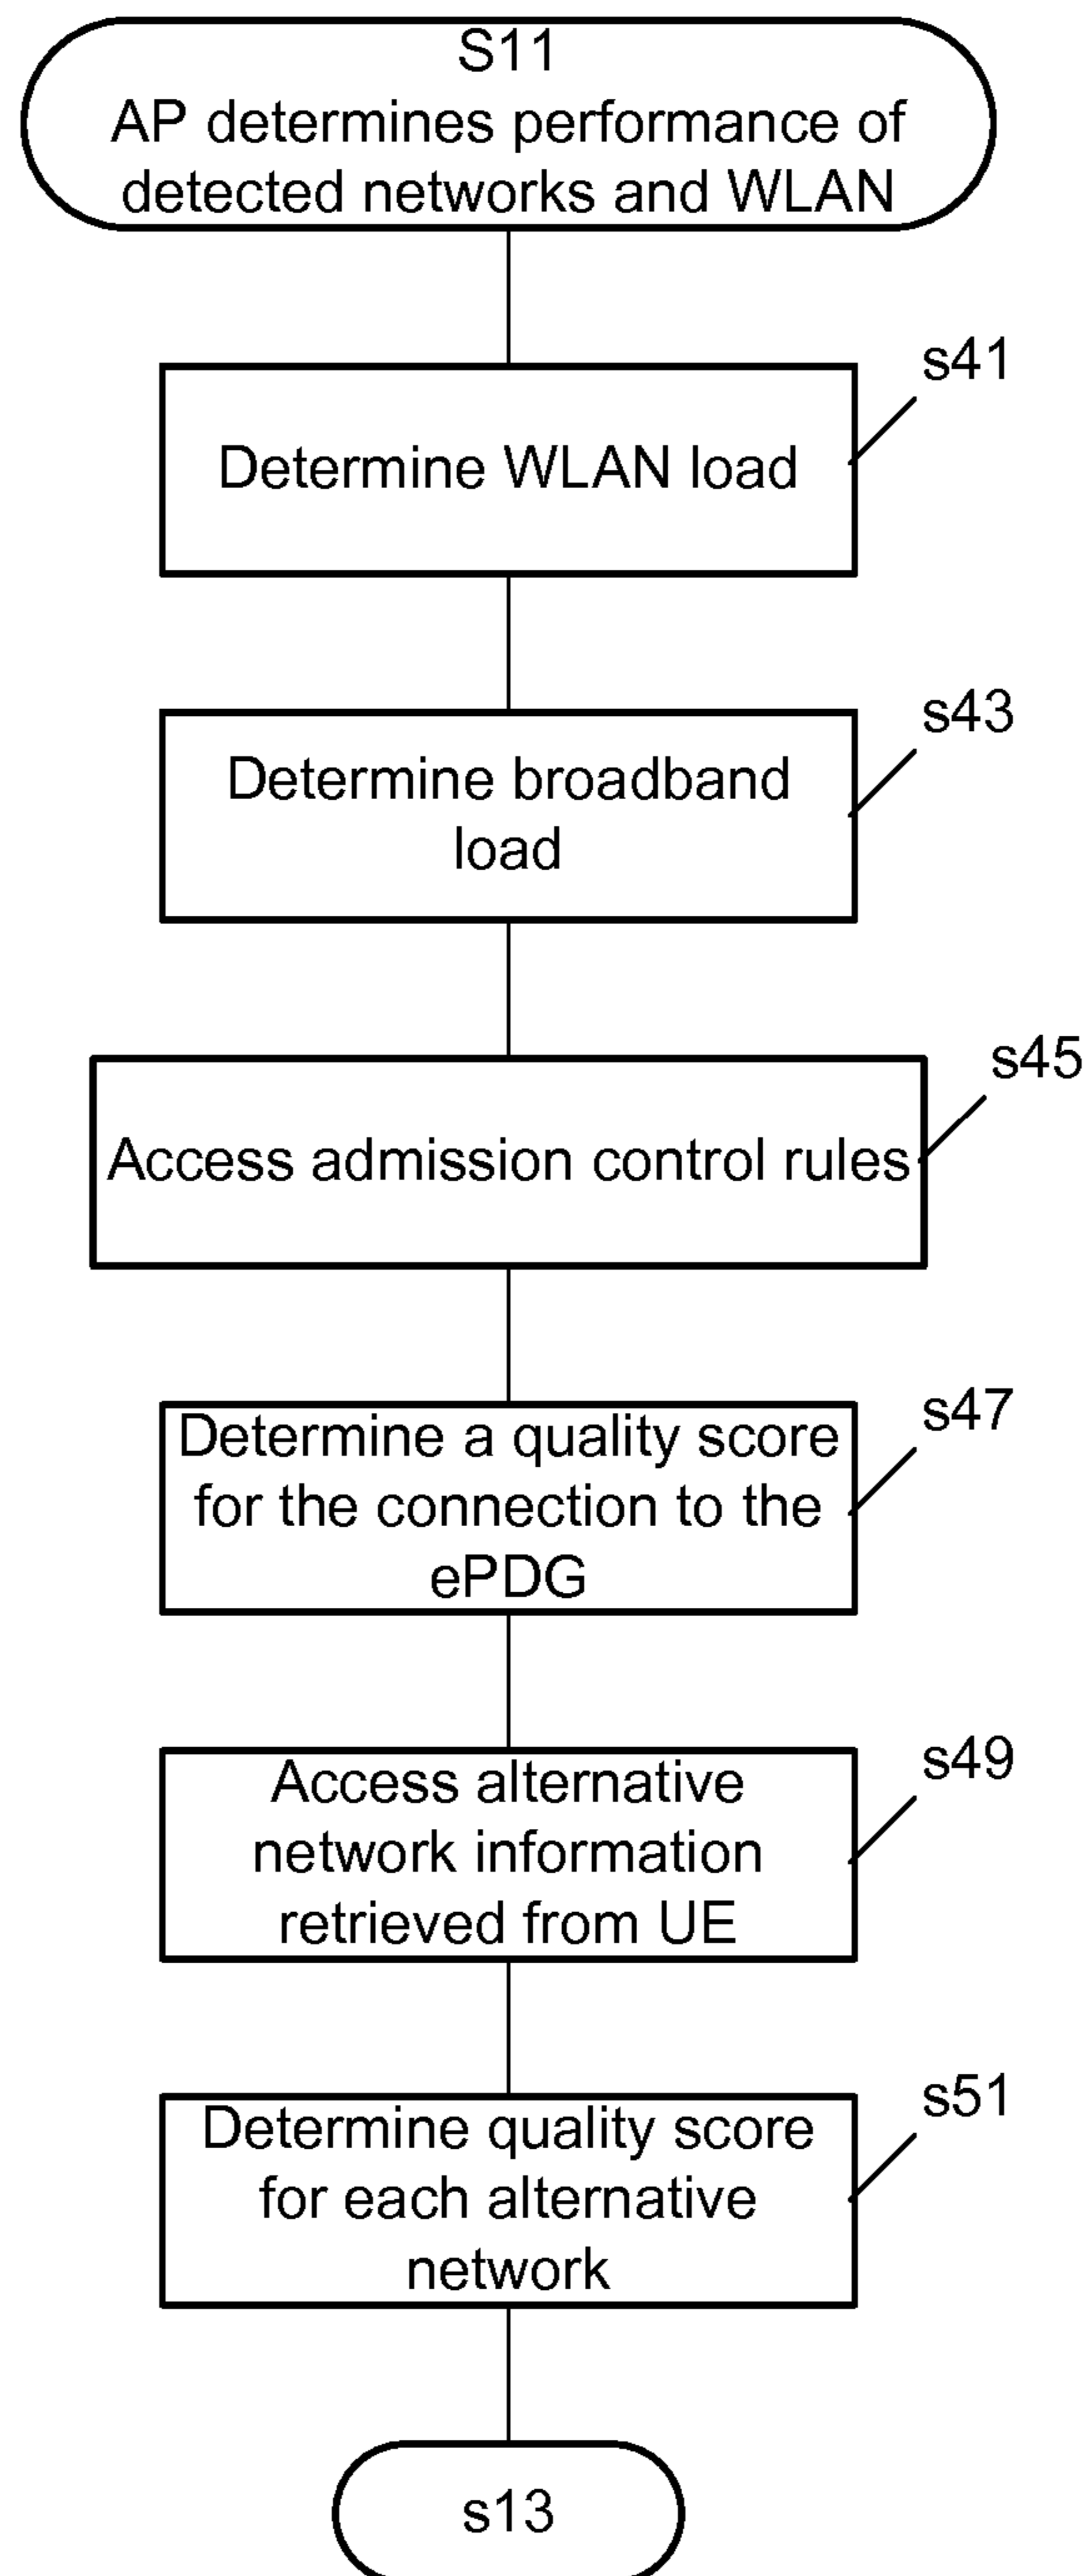 S11
AP determines performance of
detected networks and WLAN
s41
Determine WLAN load
s43
Determine broadband
load
s45
Access admission control rules
s47
Determine a quality score
for the connection to the
ePDG
s49
Access alternative
network information
retrieved from UE
s51
Determine quality score
for each alternative
network
s13